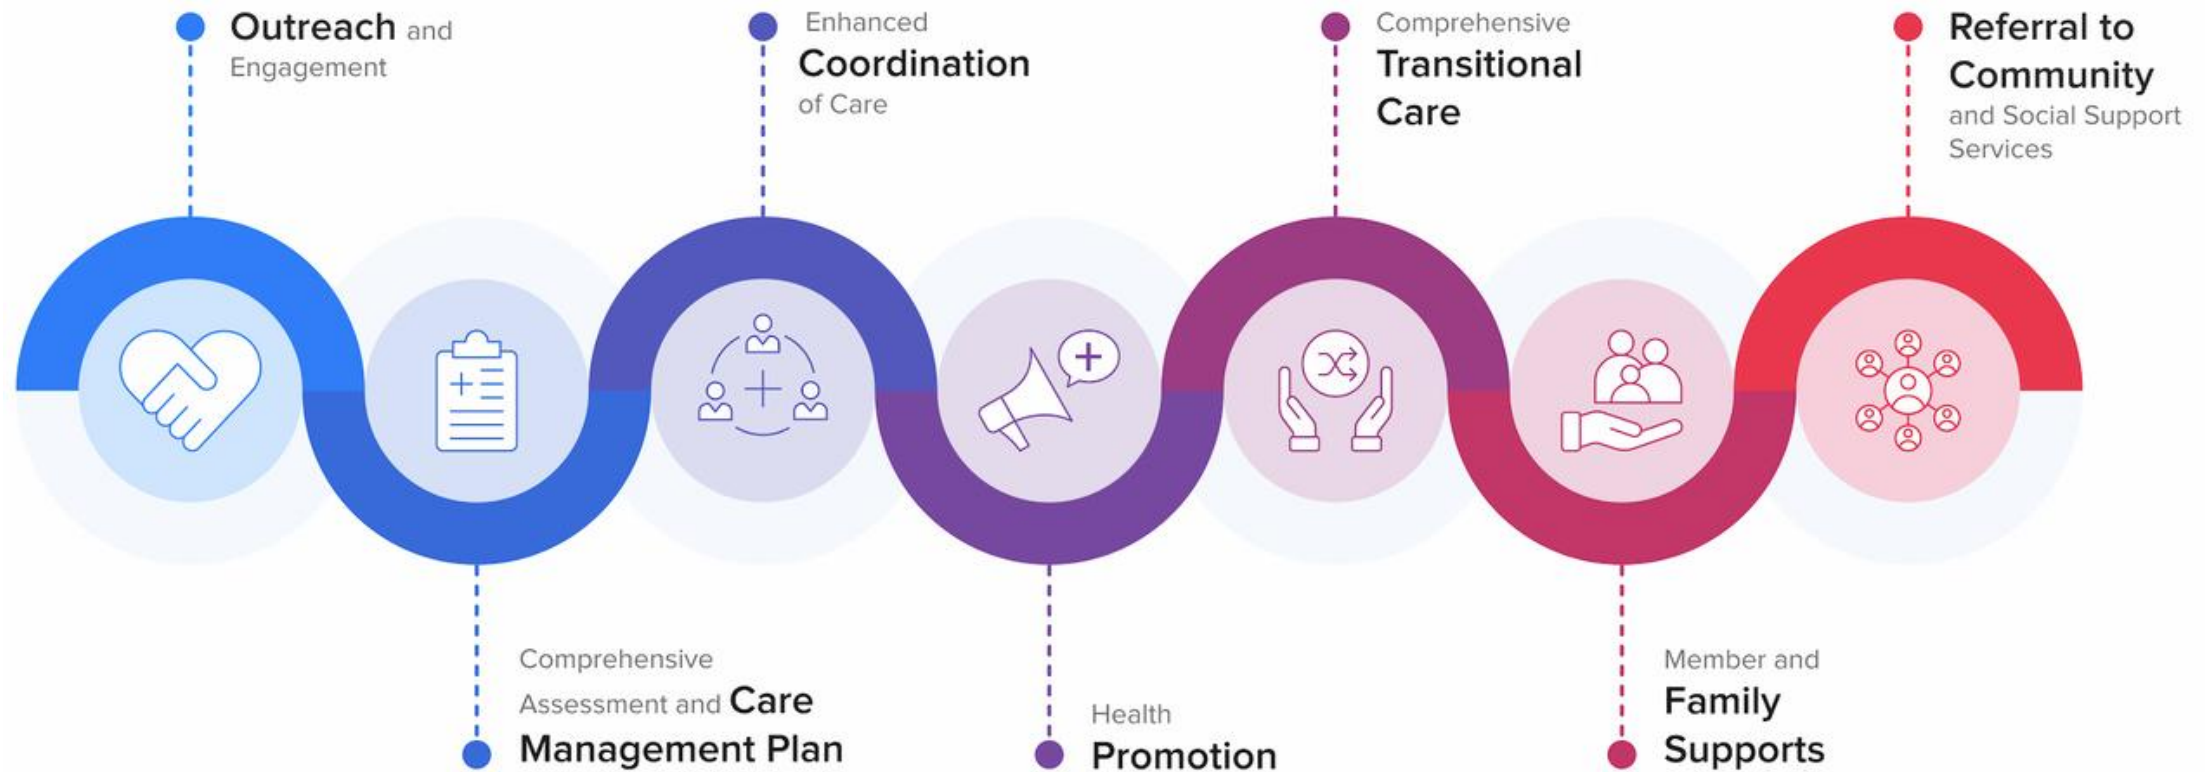 Outreach and
Engagement
Comprehensive
Assessment and Care
Management Plan
Enhanced
Coordination
of Care
Health
Promotion
Comprehensive
Transitional
Care
Member and
Family
Supports
Referral to
Community
and Social Support
Services